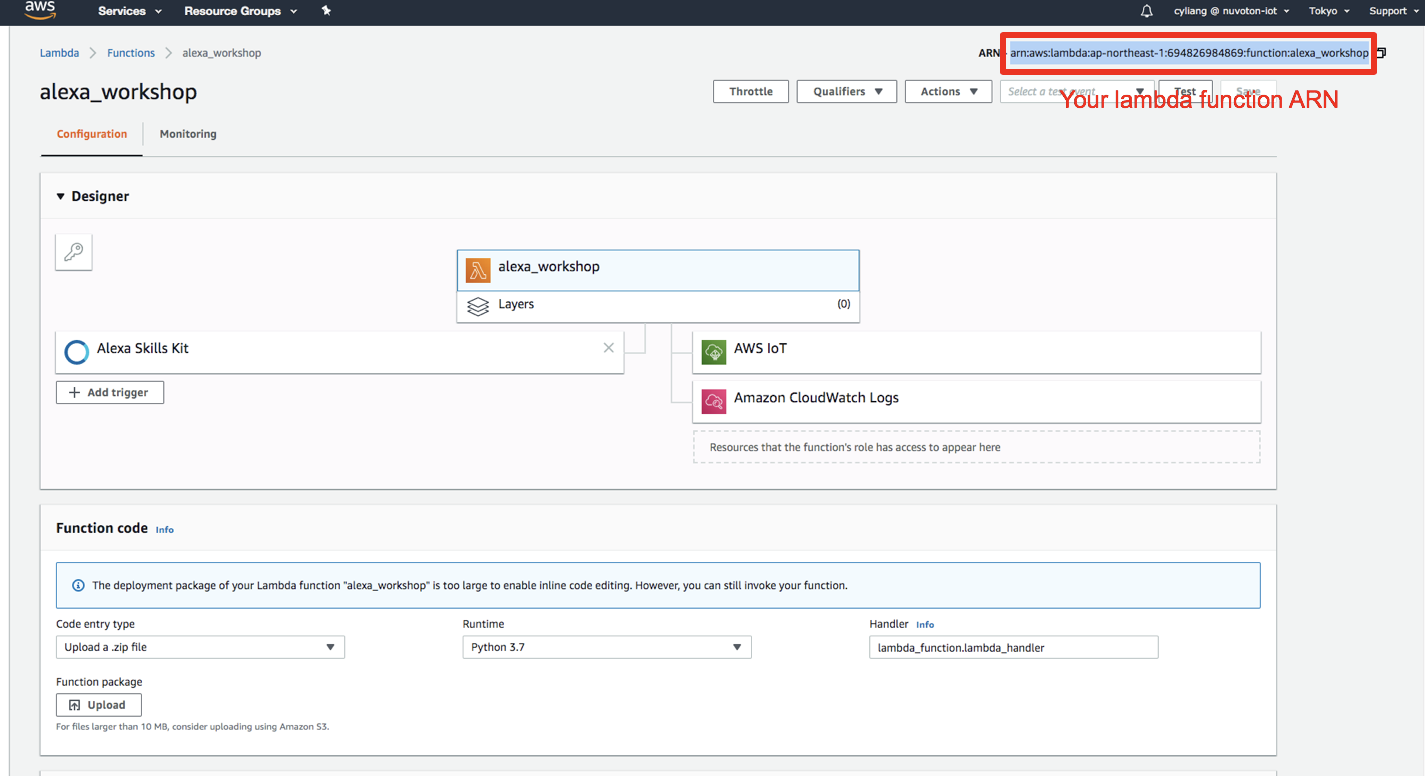 aws Services Resource Groups cyliang @ nuvoton-iot Tokyo Support
Lambda Functions alexa_workshop ARN - arn:aws:lambda:ap-northeast-1:694826984869:function:alexa_workshop
alexa_workshop Throttle Qualifiers Actions Select a test event Test Save
Your lambda function ARN
Configuration Monitoring
Designer
alexa_workshop
Layers (0)
Alexa Skills Kit AWS IoT
Add trigger Amazon CloudWatch Logs
Resources that the function's role has access to appear here
Function code Info
The deployment package of your Lambda function "alexa_workshop" is too large to enable inline code editing. However, you can still invoke your function.
Code entry type Runtime Handler Info
Upload a .zip file Python 3.7 lambda_function.lambda_handler
Function package
Upload
For files larger than 10 MB, consider uploading using Amazon S3.